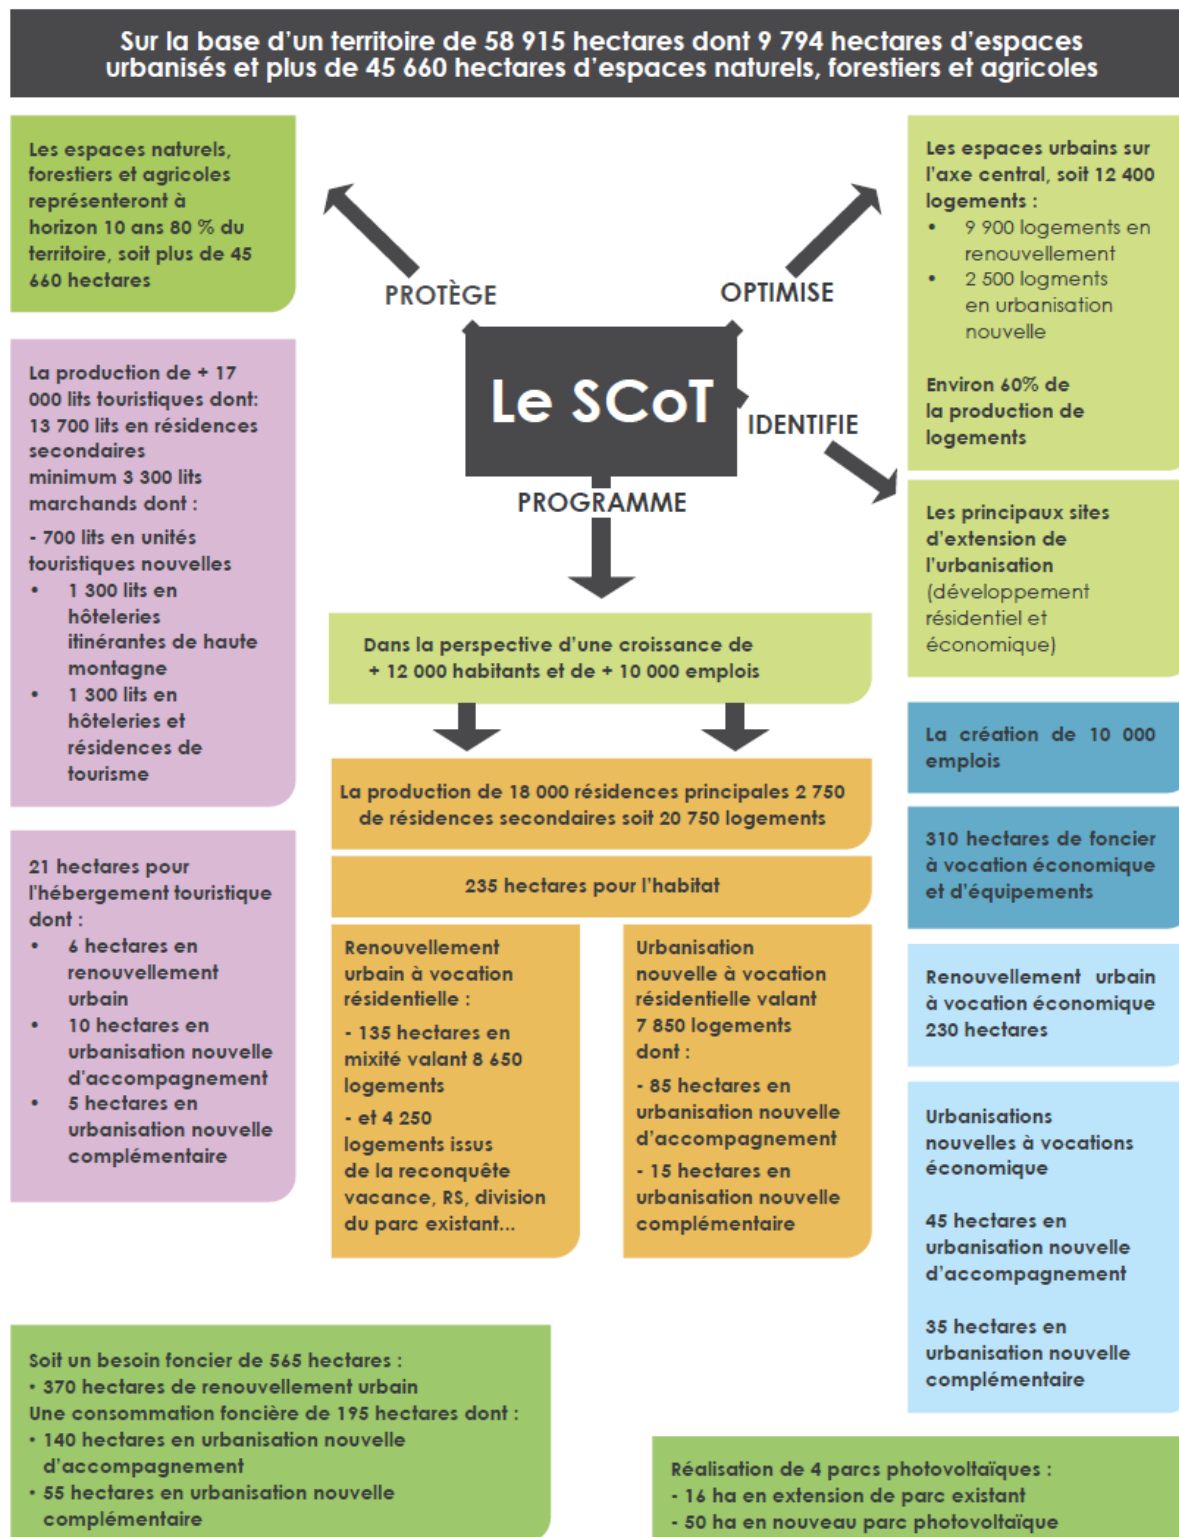 Sur la base d'un territoire de 58 915 hectares dont 9 794 hectares d'espaces
urbanisés et plus de 45 660 hectares d'espaces naturels, forestiers et agricoles
Les espaces naturels,
forestiers et agricoles
représenteront à
horizon 10 ans 80 % du
territoire, soit plus de 45
660 hectares
PROTÈGE
OPTIMISE
Les espaces urbains sur
l'axe central, soit 12 400
logements :
• 9 900 logements en
renouvellement
• 2 500 logments
en urbanisation
nouvelle
Environ 60% de
la production de
logements
Le SCoT
IDENTIFIE
PROGRAMME
Les principaux sites
d'extension de
l'urbanisation
(développement
résidentiel et
économique)
La production de + 17
000 lits touristiques dont:
13 700 lits en résidences
secondaires
minimum 3 300 lits
marchands dont :
- 700 lits en unités
touristiques nouvelles
• 1 300 lits en
hôteleries
itinérantes de haute
montagne
• 1 300 lits en
hôteleries et
résidences de
tourisme
Dans la perspective d'une croissance de
+ 12 000 habitants et de + 10 000 emplois
La production de 18 000 résidences principales 2 750
de résidences secondaires soit 20 750 logements
235 hectares pour l'habitat
Renouvellement
urbain à vocation
résidentielle :
- 135 hectares en
mixité valant 8 650
logements
- et 4 250
logements issus
de la reconquête
vacance, RS, division
du parc existant...
Urbanisation
nouvelle à vocation
résidentielle valant
7 850 logements
dont :
- 85 hectares en
urbanisation nouvelle
d'accompagnement
- 15 hectares en
urbanisation nouvelle
complémentaire
La création de 10 000
emplois
310 hectares de foncier
à vocation économique
et d'équipements
Renouvellement urbain
à vocation économique
230 hectares
Urbanisations
nouvelles à vocations
économique
45 hectares en
urbanisation nouvelle
d'accompagnement
35 hectares en
urbanisation nouvelle
complémentaire
21 hectares pour
l'hébergement touristique
dont :
• 6 hectares en
renouvellement
urbain
• 10 hectares en
urbanisation nouvelle
d'accompagnement
• 5 hectares en
urbanisation nouvelle
complémentaire
Soit un besoin foncier de 565 hectares :
• 370 hectares de renouvellement urbain
Une consommation foncière de 195 hectares dont :
• 140 hectares en urbanisation nouvelle
d'accompagnement
• 55 hectares en urbanisation nouvelle
complémentaire
Réalisation de 4 parcs photovoltaïques :
- 16 ha en extension de parc existant
- 50 ha en nouveau parc photovoltaïque